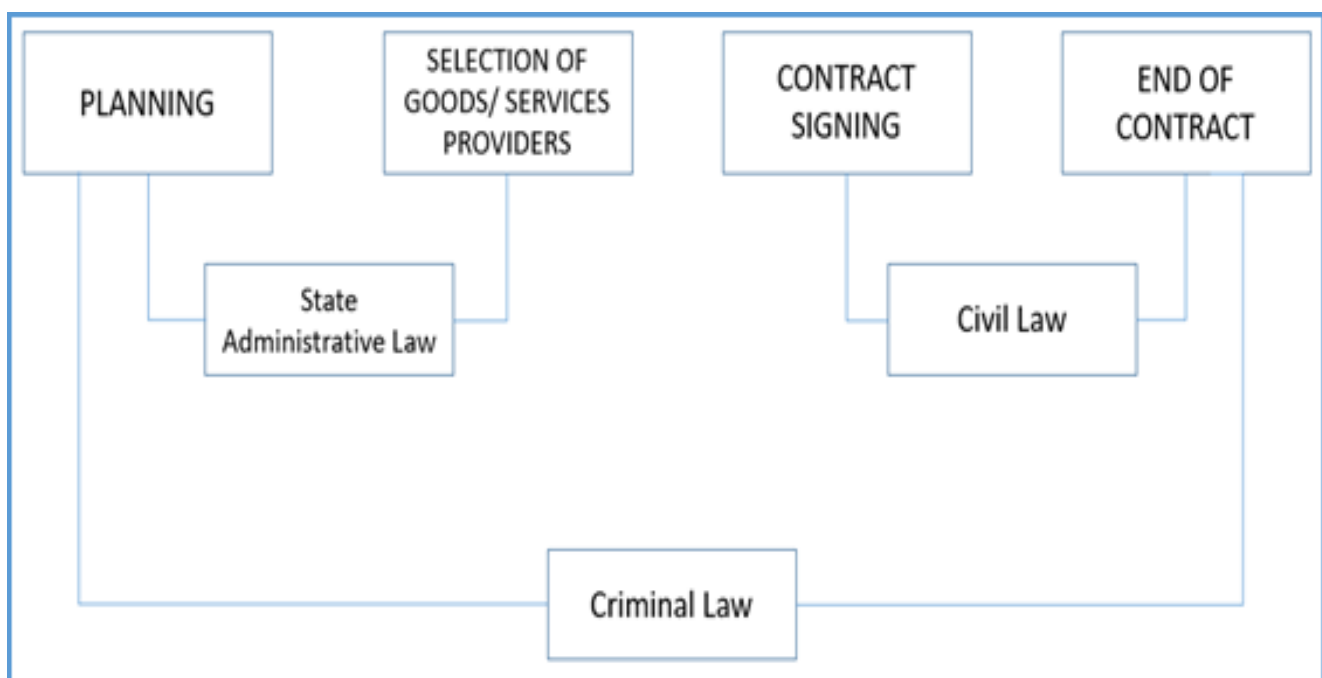 PLANNING
SELECTION OF
GOODS/ SERVICES
PROVIDERS
CONTRACT
SIGNING
END OF
CONTRACT
State
Administrative Law
Civil Law
Criminal Law